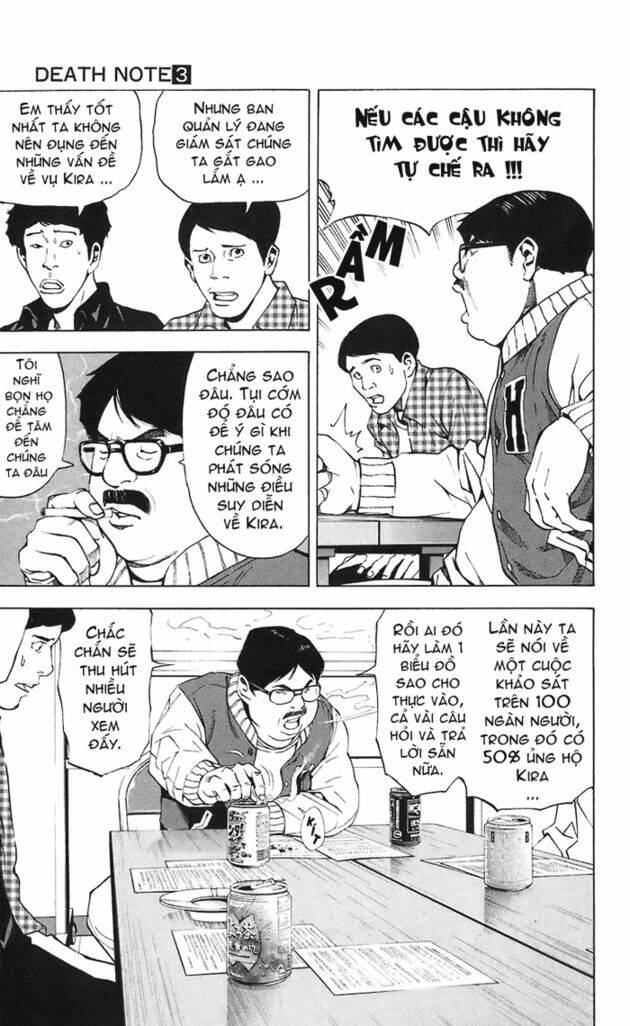 DEATH NOTE 3
NẾU CÁC CẬU KHÔNG
TÌM ĐƯỢC THÌ HÃY
TỰ CHẾ RA !!!
RẦM
NHƯNG BAN
QUẢN LÝ ĐANG
GIÁM SÁT CHÚNG
TA GẮT GAO
LẮM Ạ ...
EM THẤY TỐT
NHẤT TA KHÔNG
NÊN ĐỤNG ĐẾN
NHỮNG VẤN ĐỀ
VỀ VỤ KIRA ...
H
CHẲNG SAO
ĐÂU. TỤI CỚM
ĐÓ ĐÂU CÓ
ĐỂ Ý GÌ KHI
CHÚNG TA
PHÁT SÓNG
NHỮNG ĐIỀU
SUY DIỄN
VỀ KIRA.
TÔI
NGHĨ
BỌN HỌ
CHẲNG
ĐỂ TÂM
ĐẾN
CHÚNG
TA ĐÂU
LẦN NÀY TA
SẼ NÓI VỀ
MỘT CUỘC
KHẢO SÁT
TRÊN 100
NGÀN NGƯỜI,
TRONG ĐÓ CÓ
50% ỦNG HỘ
KIRA
...
RỒI AI ĐÓ
HÃY LÀM 1
BIỂU ĐỒ
SAO CHO
THỰC VÀO,
CẢ VÀI CÂU
HỎI VÀ TRẢ
LỜI SẴN
NỮA.
CHẮC
CHẮN SẼ
THU HÚT
NHIỀU
NGƯỜI
XEM
ĐẤY.
KÍT